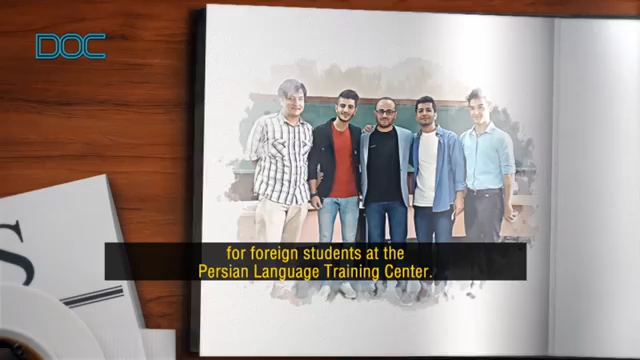 DOC
S
for foreign students at the
Persian Language Training Center.